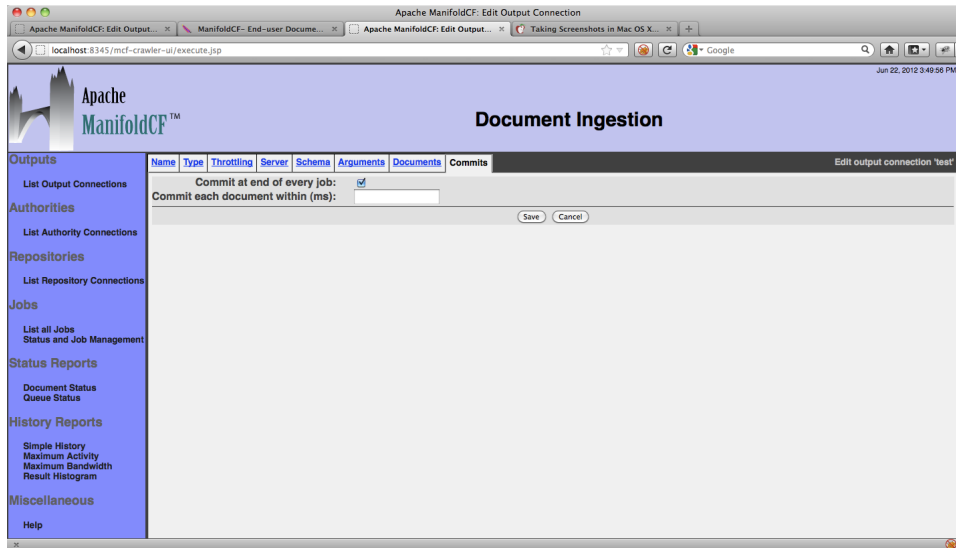 Apache ManifoldCF: Edit Output Connection
Apache ManifoldCF: Edit Output...
ManifoldCF- End-user Docume...
Apache ManifoldCF: Edit Output...
Taking Screenshots in Mac OS X...
localhost:8345/mcf-crawler-ui/execute.jsp
Google
Jun 22, 2012 3:49:56 PM
Apache
ManifoldCF™
Document Ingestion
Outputs
List Output Connections
Authorities
List Authority Connections
Repositories
List Repository Connections
Jobs
List all Jobs
Status and Job Management
Status Reports
Document Status
Queue Status
History Reports
Simple History
Maximum Activity
Maximum Bandwidth
Result Histogram
Miscellaneous
Help
Name Type Throttling Server Schema Arguments Documents Commits
Edit output connection 'test'
Commit at end of every job:
Commit each document within (ms):
Save Cancel